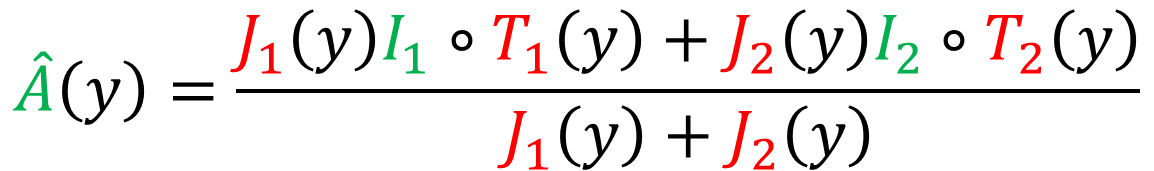 Â(y) = (J₁(y)I₁ ∘ T₁(y) + J₂(y)I₂ ∘ T₂(y)) / (J₁(y) + J₂(y))